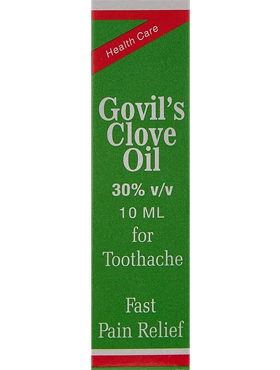 Health Care
Govil's
Clove
Oil
30% v/v
10 ML
for
Toothache
Fast
Pain Relief